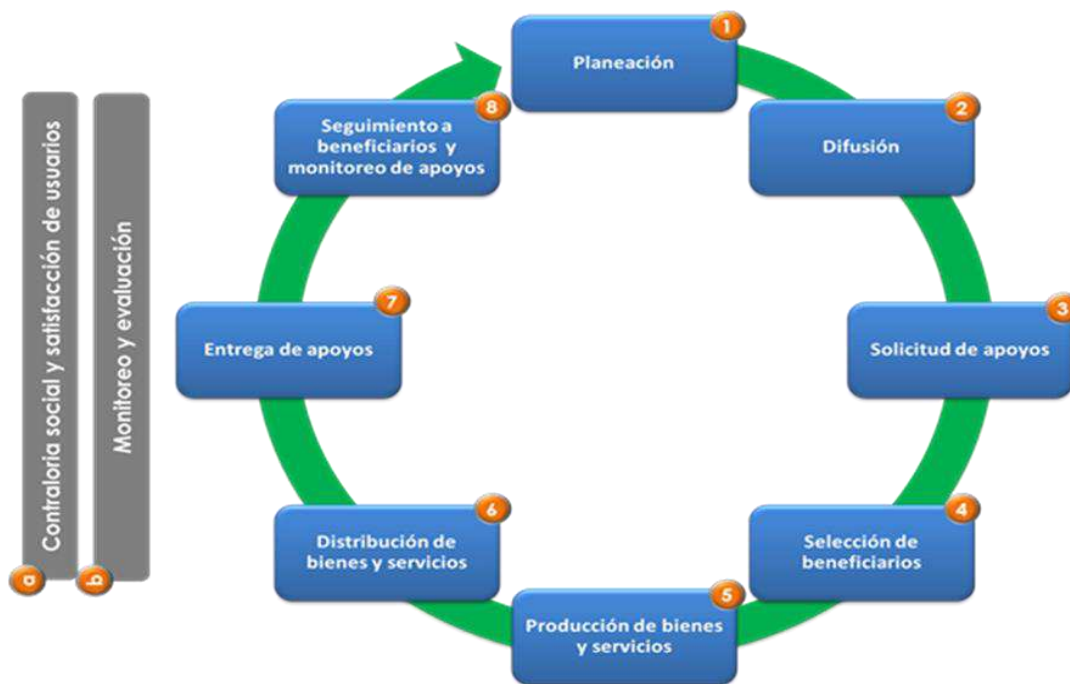 1
Planeación
2
Difusión
3
Solicitud de apoyos
4
Selección de
beneficiarios
5
Producción de bienes
y servicios
6
Distribución de
bienes y servicios
7
Entrega de apoyos
8
Seguimiento a
beneficiarios y
monitoreo de apoyos
a
Contraloria social y satisfacción de usuarios
b
Monitoreo y evaluación